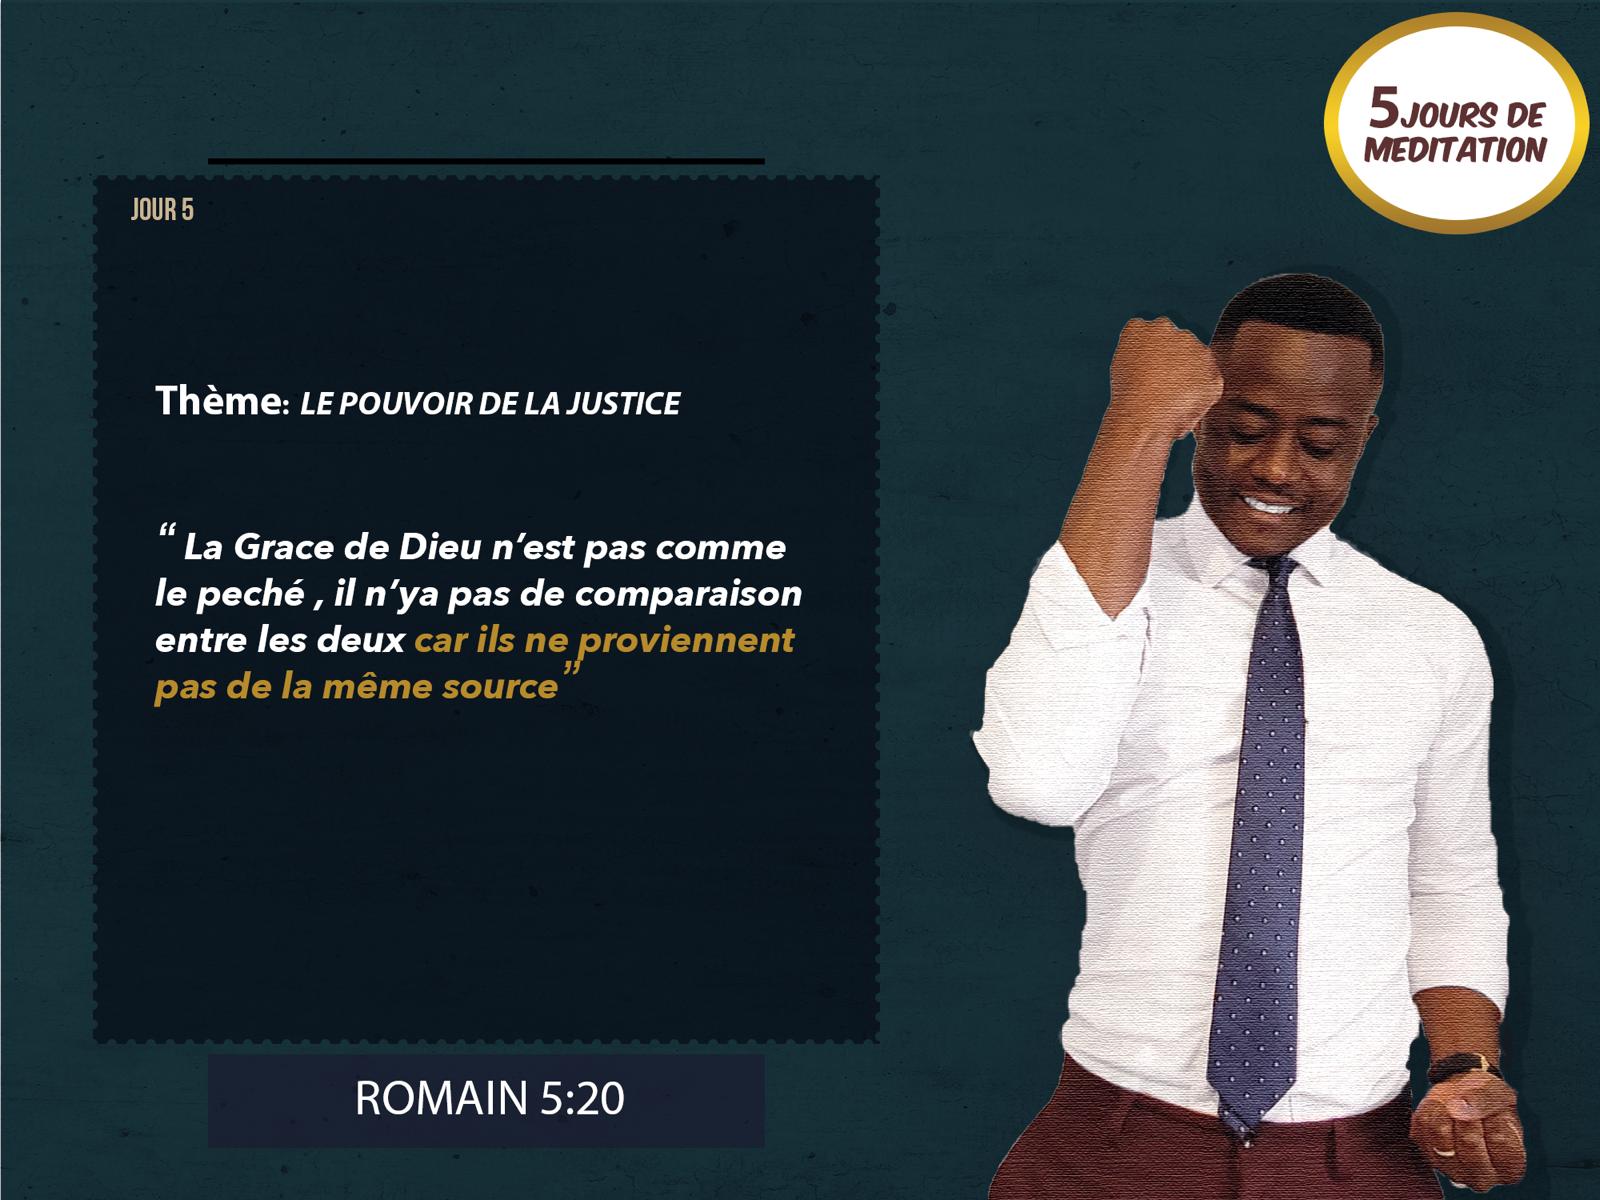 5 JOURS DE
MEDITATION
JOUR 5
Thème: LE POUVOIR DE LA JUSTICE
“ La Grace de Dieu n’est pas comme
le peché , il n’ya pas de comparaison
entre les deux car ils ne proviennent
pas de la même source ”
ROMAIN 5:20